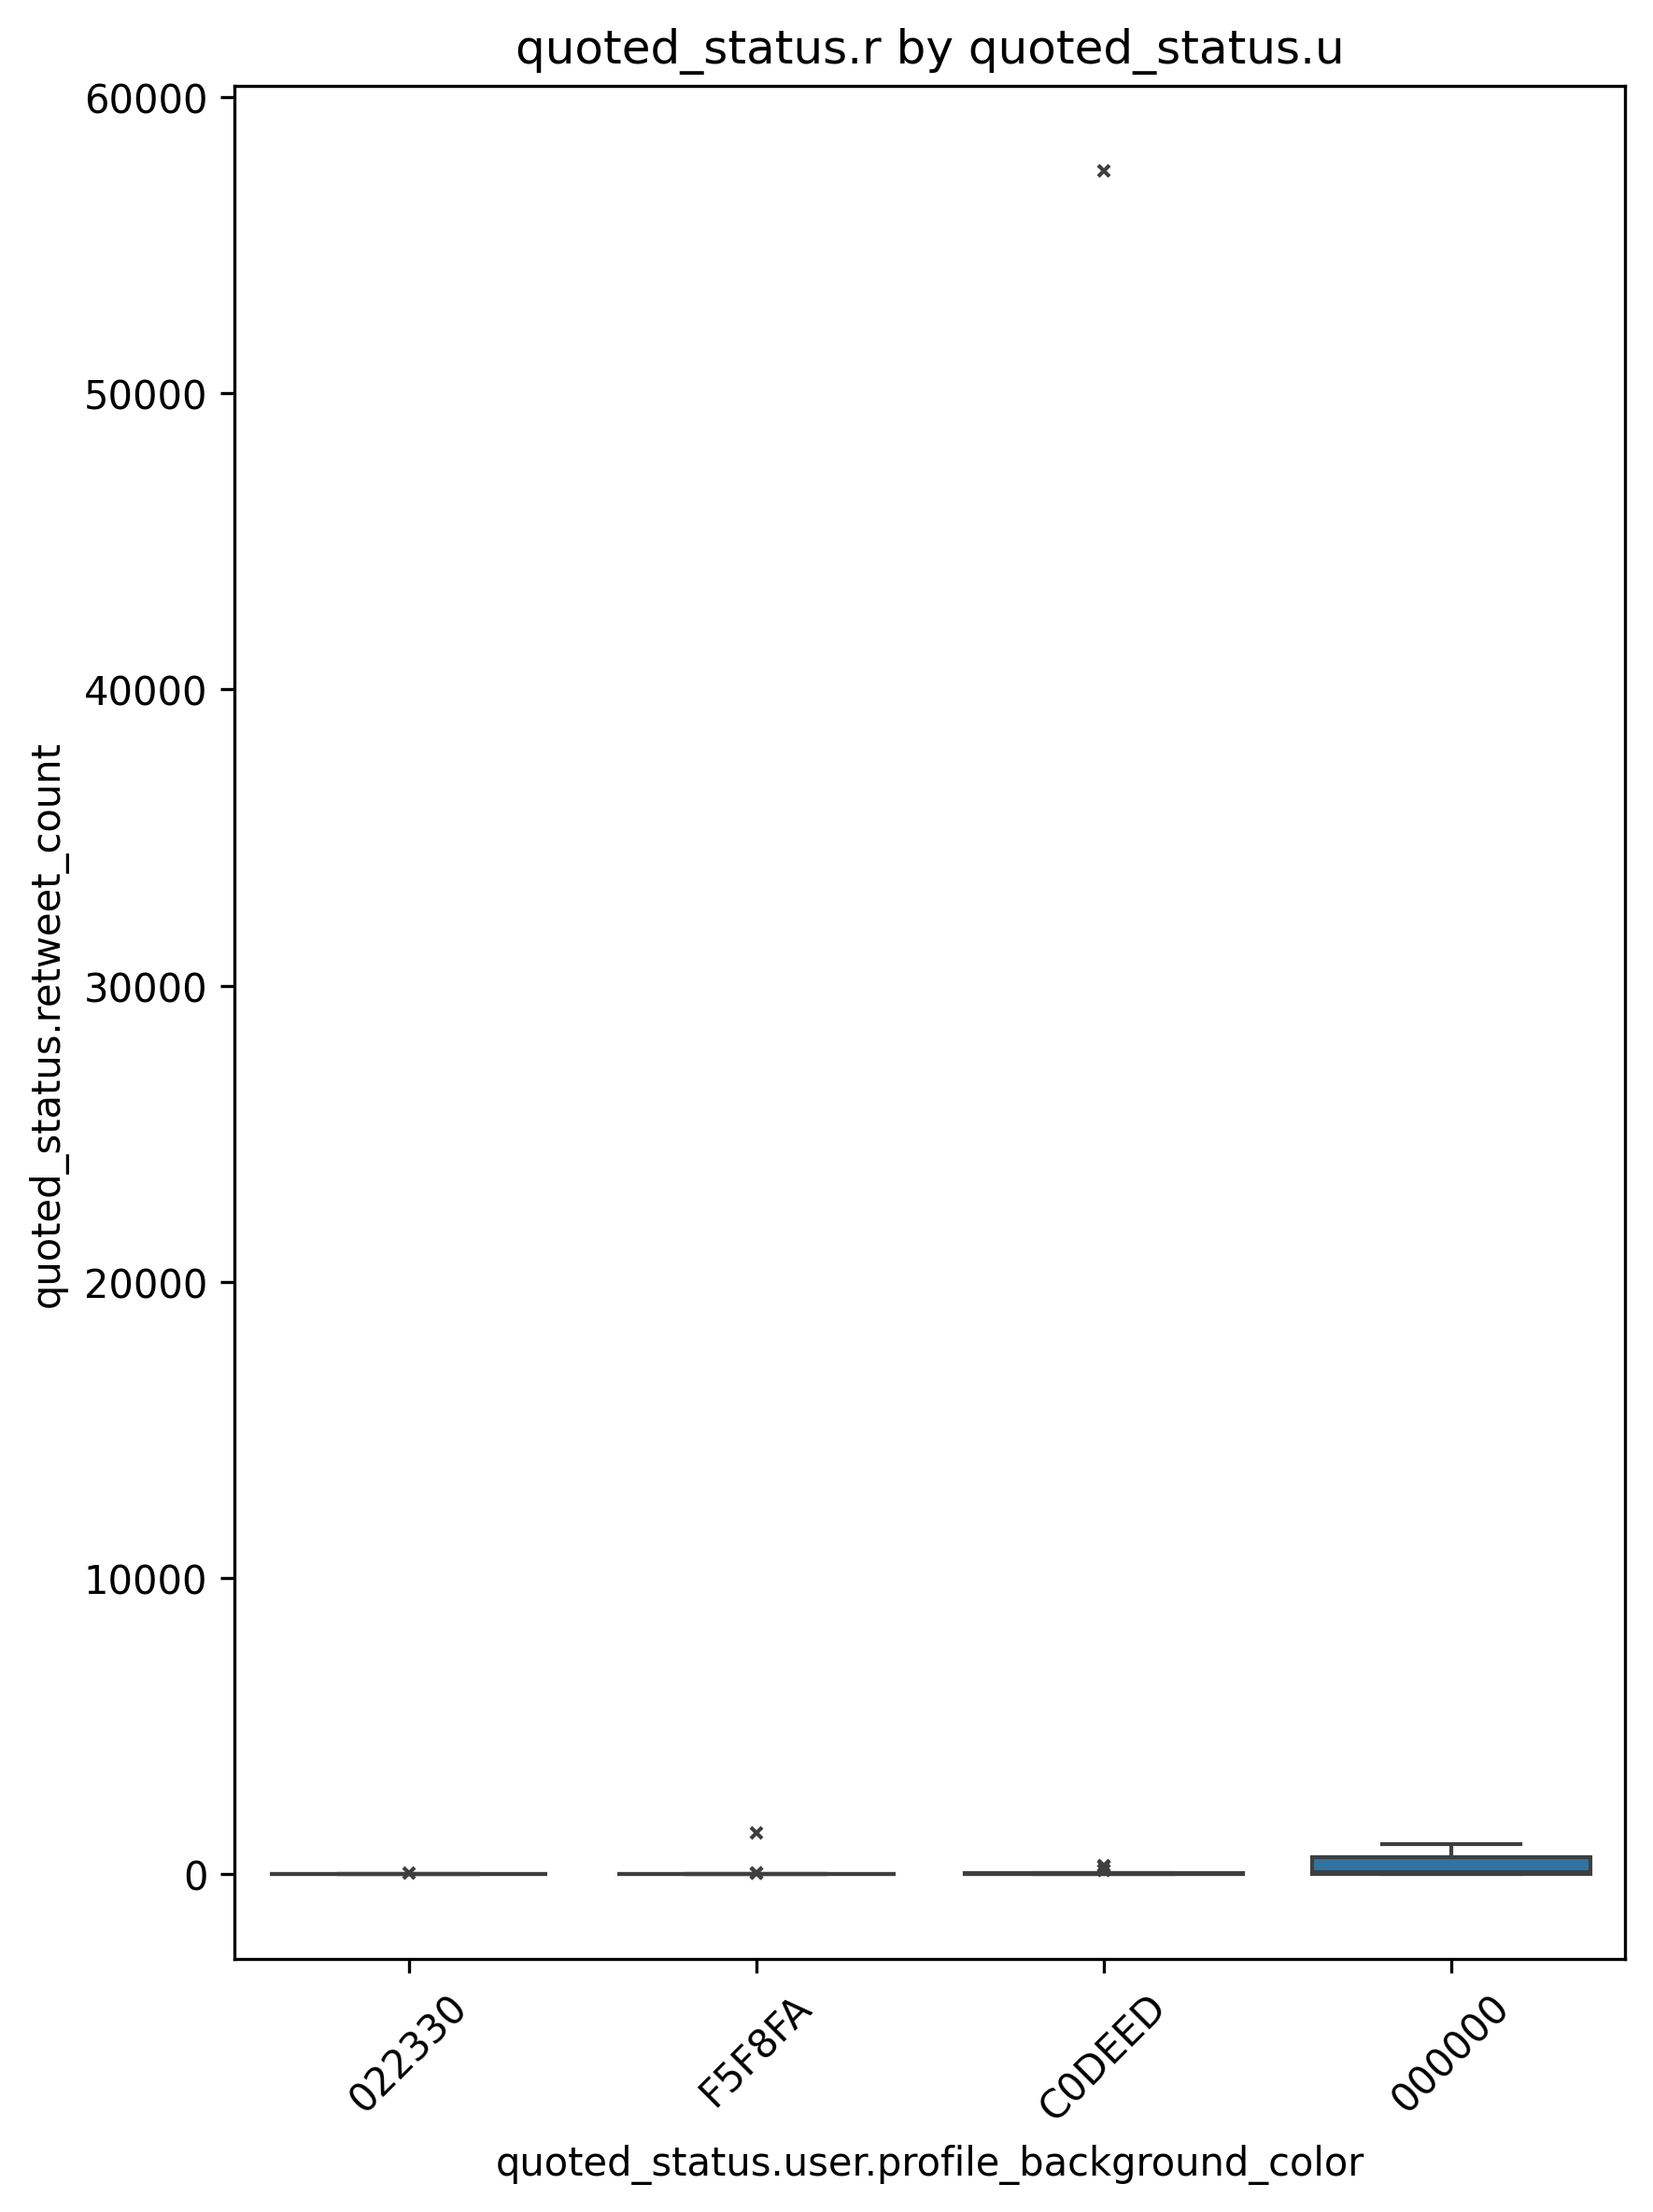 quoted_status.r by quoted_status.u
60000
50000
40000
30000
20000
10000
0
quoted_status.retweet_count
022330
F5F8FA
C0DEED
000000
quoted_status.user.profile_background_color